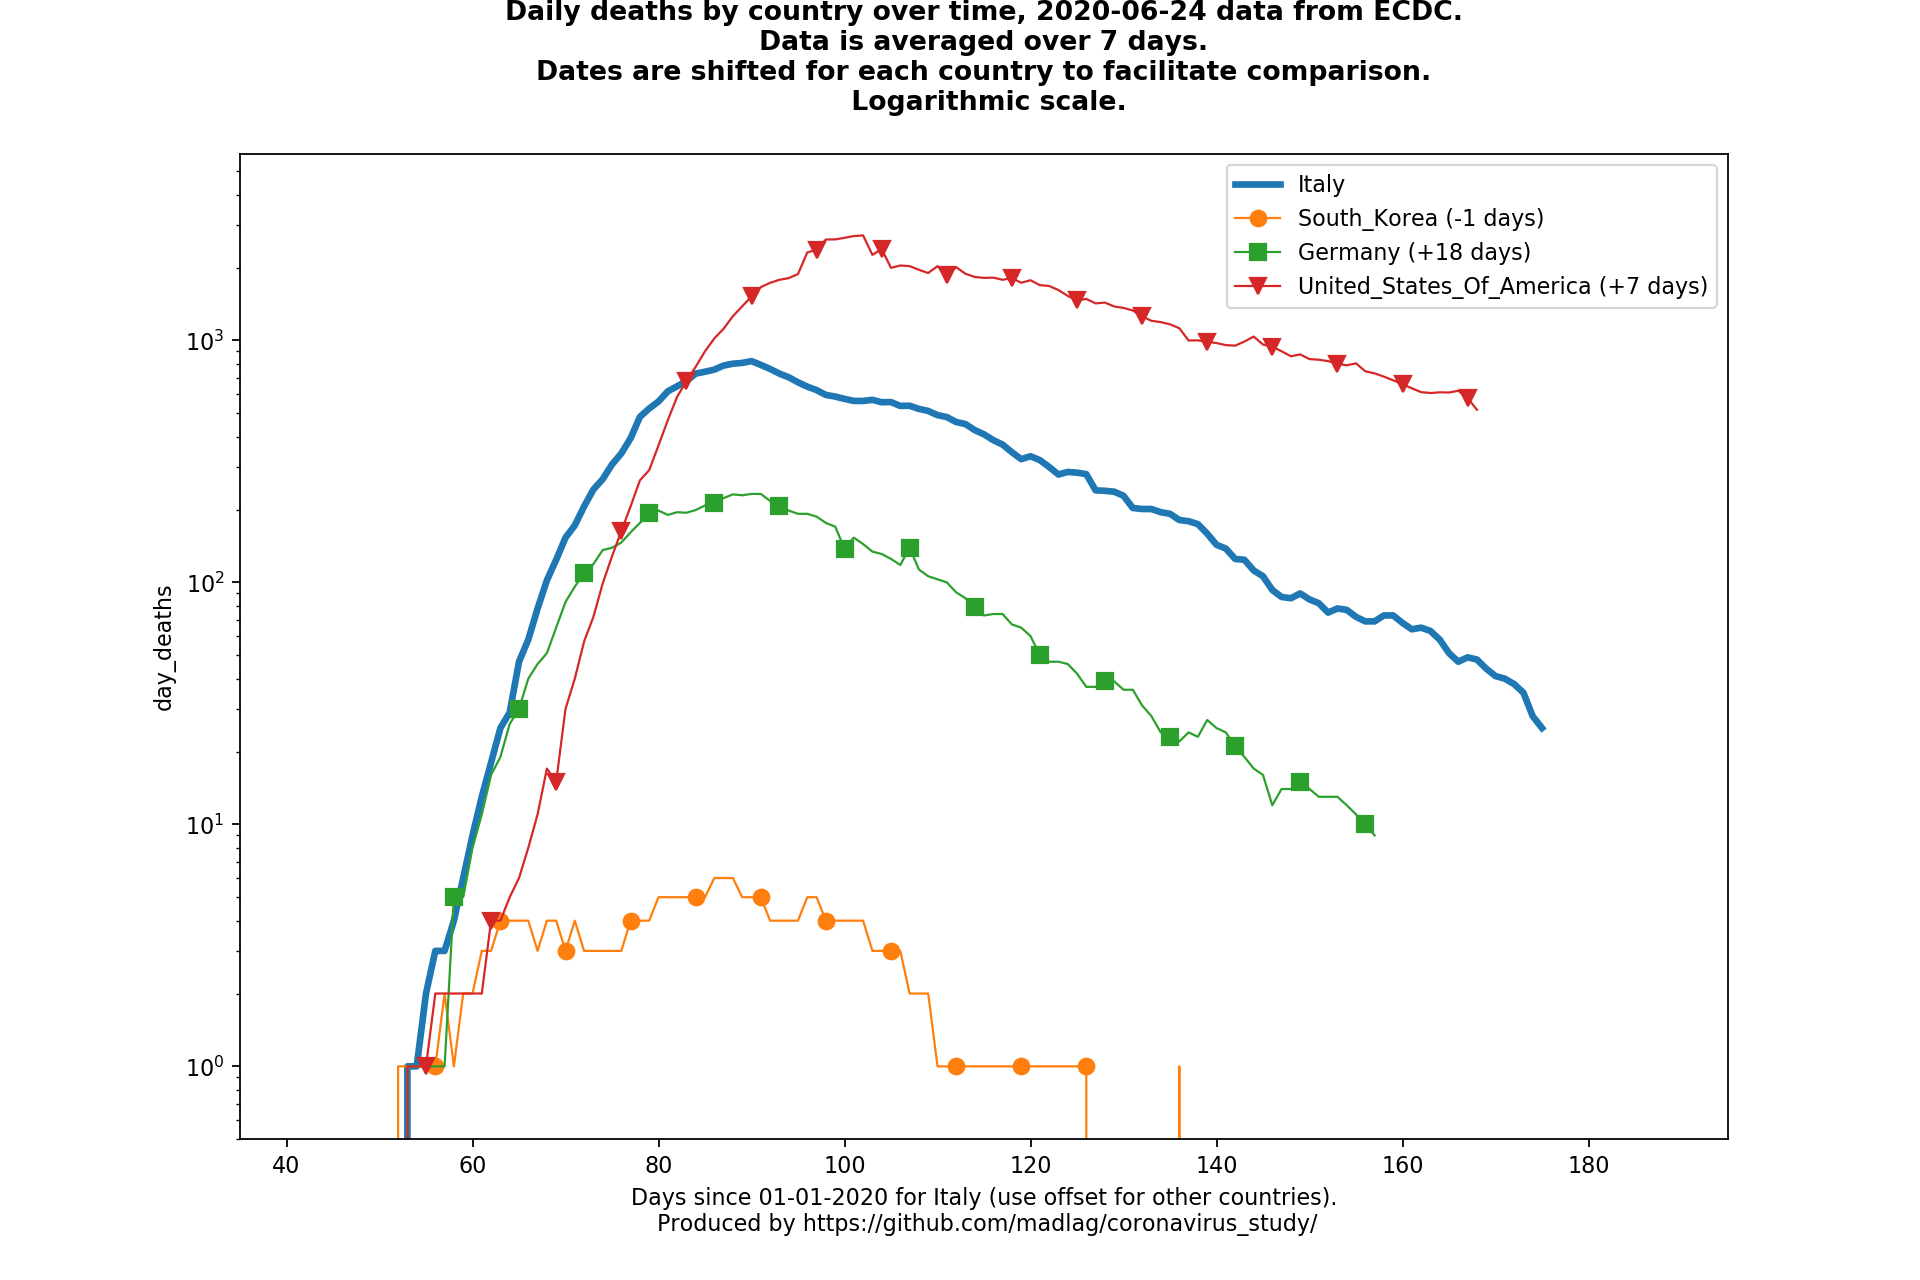 Daily deaths by country over time, 2020-06-24 data from ECDC.
Data is averaged over 7 days.
Dates are shifted for each country to facilitate comparison.
Logarithmic scale.
Italy
South_Korea (-1 days)
Germany (+18 days)
United_States_Of_America (+7 days)
day_deaths
10³
10²
10¹
10⁰
40 60 80 100 120 140 160 180
Days since 01-01-2020 for Italy (use offset for other countries).
Produced by https://github.com/madlag/coronavirus_study/